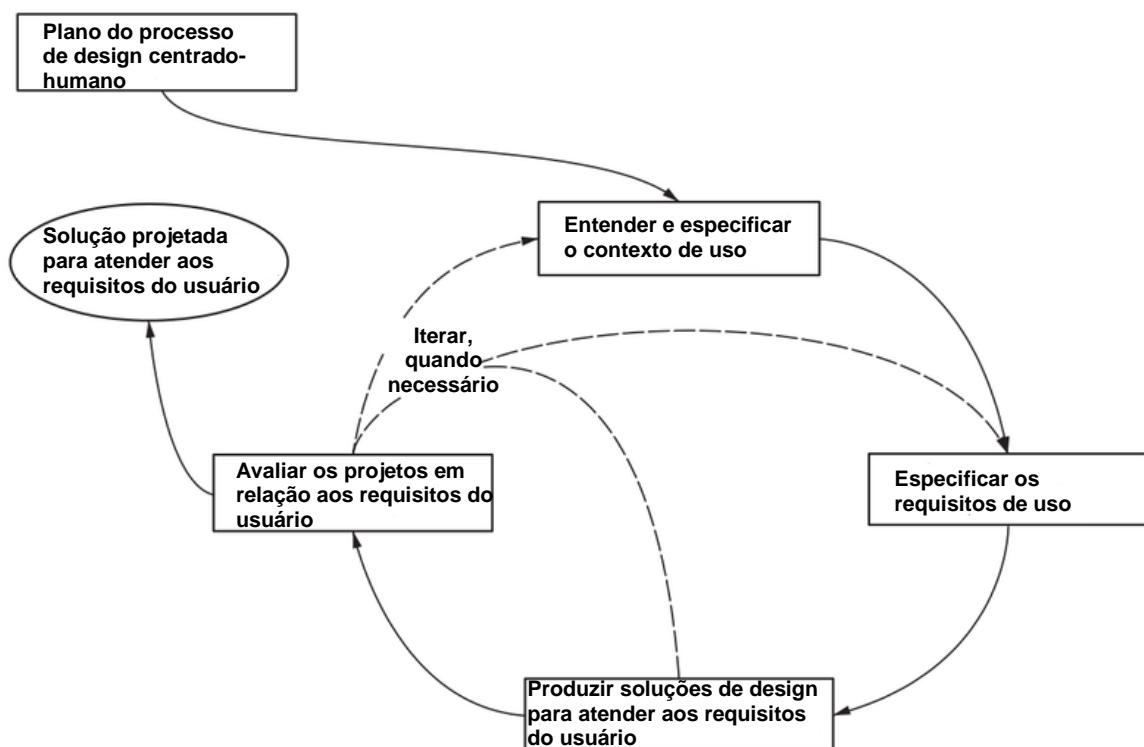 Plano do processo
de design centrado-
humano
Solução projetada
para atender aos
requisitos do usuário
Entender e especificar
o contexto de uso
Iterar,
quando
necessário
Avaliar os projetos em
relação aos requisitos do
usuário
Especificar os
requisitos de uso
Produzir soluções de design
para atender aos requisitos
do usuário